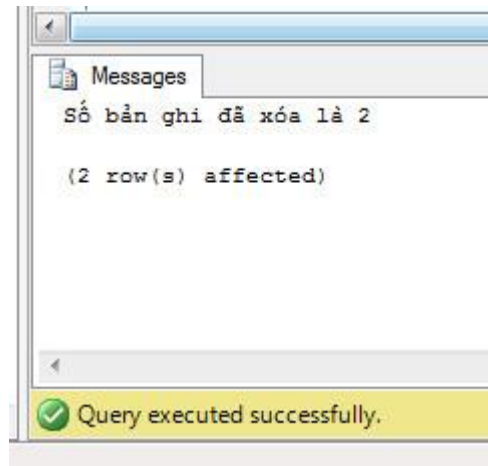 Messages
Số bản ghi đã xóa là 2
(2 row(s) affected)
Query executed successfully.